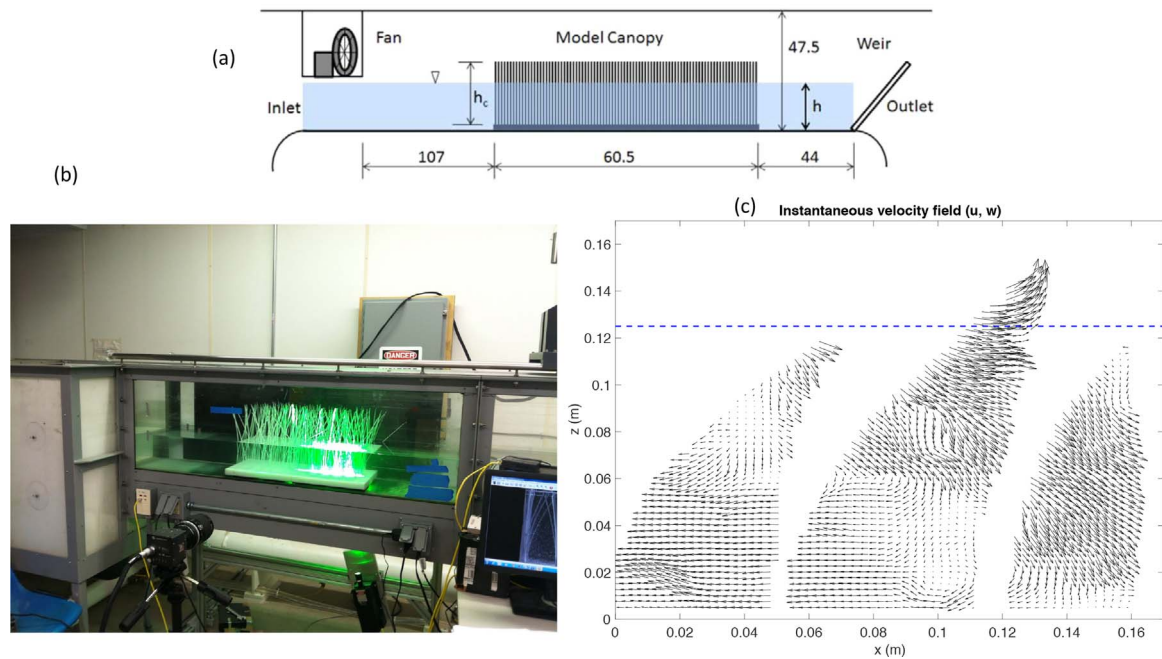 (a)
Fan
Model Canopy
47.5
Weir
Inlet
h_c
h
Outlet
107
60.5
44
(b)
(c)
Instantaneous velocity field (u, w)
DANGER
0.16
0.14
0.12
0.1
0.08
0.06
0.04
0.02
0
z (m)
0 0.02 0.04 0.06 0.08 0.1 0.12 0.14 0.16
x (m)